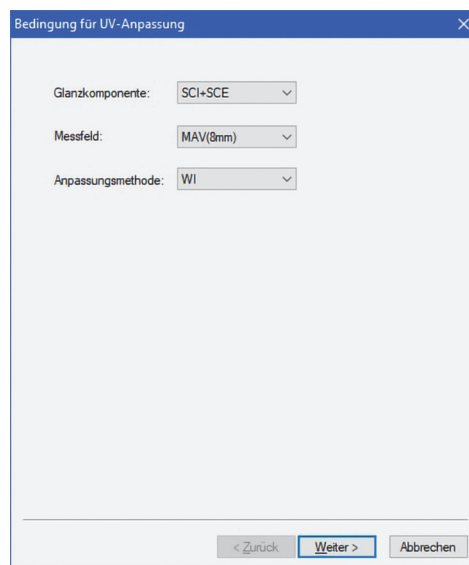 Bedingung für UV-Anpassung
Glanzkomponente: SCI+SCE
Messfeld: MAV(8mm)
Anpassungsmethode: WI
< Zurück Weiter > Abbrechen